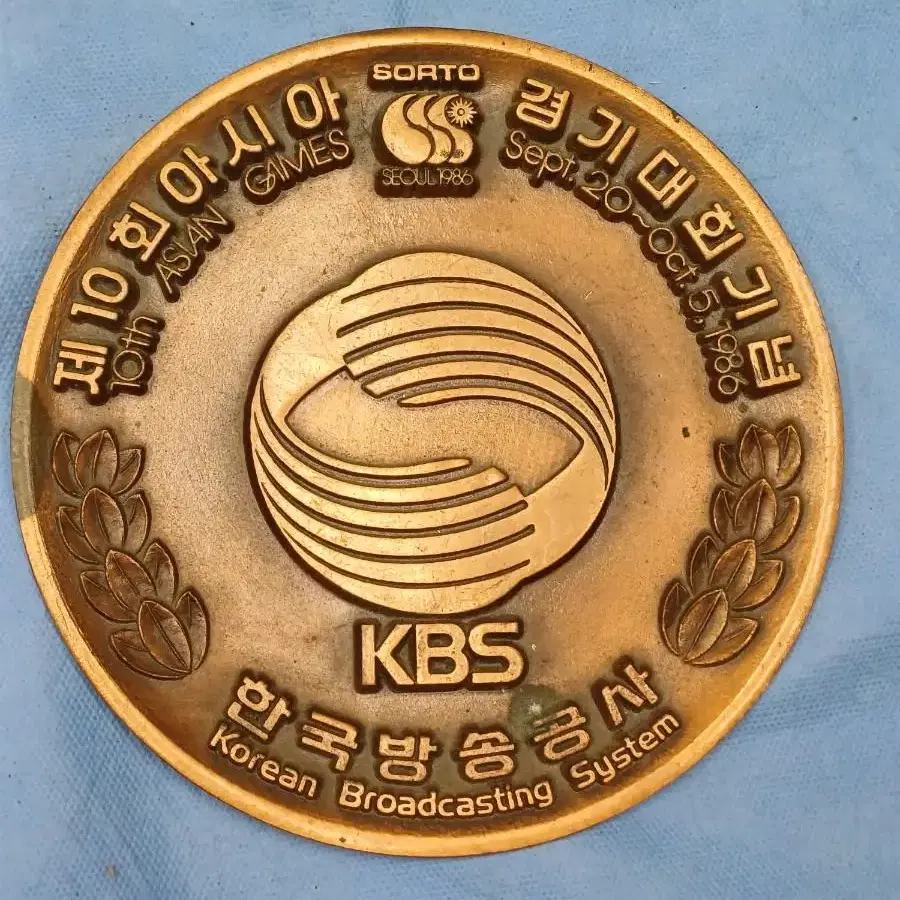 SORTO
SEOUL 1986
제10회 아시아 경기대회 기념
10th ASIAN GAMES Sept. 20~Oct. 5, 1986
KBS
한국방송공사
Korean Broadcasting System